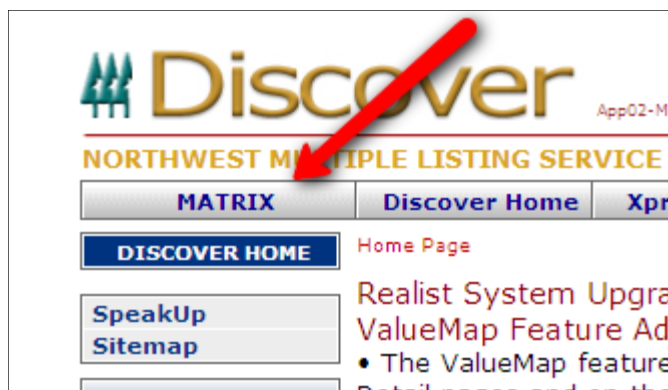 Discover
App02-M
NORTHWEST MULTIPLE LISTING SERVICE
MATRIX Discover Home Xpr
DISCOVER HOME
Home Page
SpeakUp
Sitemap
Realist System Upgra
ValueMap Feature Ad
• The ValueMap feature